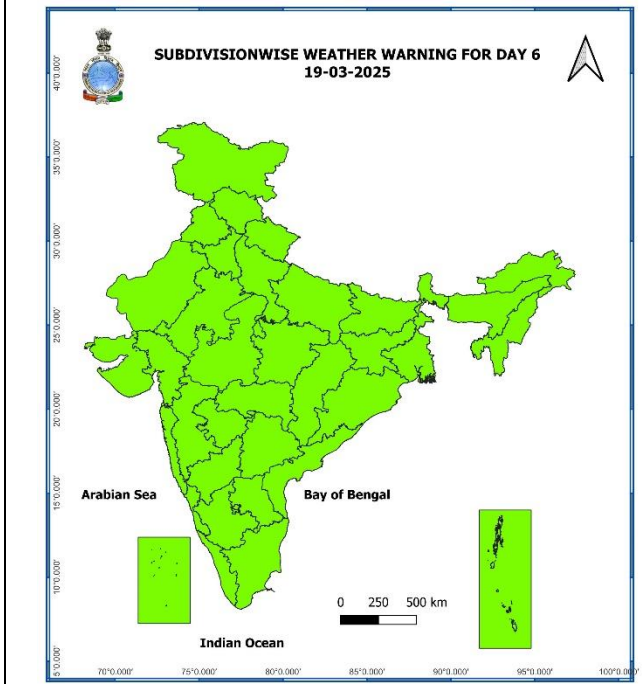 SUBDIVISIONWISE WEATHER WARNING FOR DAY 6
19-03-2025
40°0.000'
35°0.000'
30°0.000'
25°0.000'
20°0.000'
15°0.000'
10°0.000'
5°0.000'
Arabian Sea
Bay of Bengal
0 250 500 km
Indian Ocean
70°0.000' 75°0.000' 80°0.000' 85°0.000' 90°0.000' 95°0.000' 100°0.000'